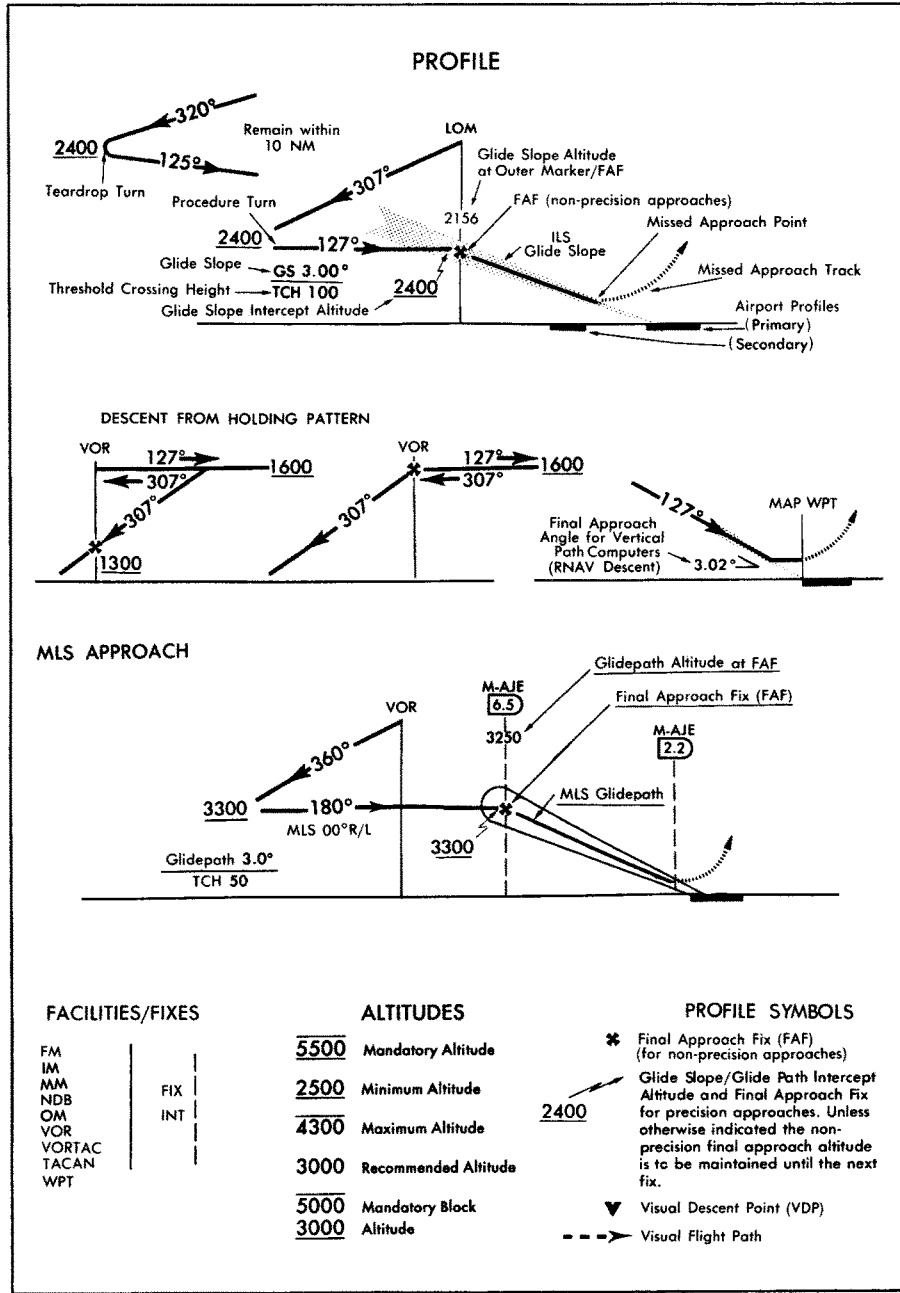 PROFILE
320°
Remain within
10 NM
2400
125°
Teardrop Turn
LOM
Glide Slope Altitude
at Outer Marker/FAF
307°
Procedure Turn
2156
FAF (non-precision approaches)
2400
127°
ILS
Glide Slope
Missed Approach Point
Glide Slope
GS 3.00°
2400
Missed Approach Track
Threshold Crossing Height
TCH 100
Glide Slope Intercept Altitude
Airport Profiles
(Primary)
(Secondary)
DESCENT FROM HOLDING PATTERN
VOR
127°
307°
1600
307°
1300
VOR
127°
307°
1600
307°
127°
MAP WPT
Final Approach
Angle for Vertical
Path Computers
(RNAV Descent)
3.02°
MLS APPROACH
Glidepath Altitude at FAF
M-AJE
6.5
Final Approach Fix (FAF)
VOR
3250
M-AJE
2.2
360°
MLS Glidepath
3300
180°
MLS 00°R/L
3300
Glidepath 3.0°
TCH 50
FACILITIES/FIXES
FM
IM
MM
NDB
OM
VOR
VORTAC
TACAN
WPT
FIX
INT
ALTITUDES
5500 Mandatory Altitude
2500 Minimum Altitude
4300 Maximum Altitude
3000 Recommended Altitude
5000 Mandatory Block
3000 Altitude
PROFILE SYMBOLS
Final Approach Fix (FAF)
(for non-precision approaches)
2400
Glide Slope/Glide Path Intercept
Altitude and Final Approach Fix
for precision approaches. Unless
otherwise indicated the non-
precision final approach altitude
is to be maintained until the next
fix.
Visual Descent Point (VDP)
Visual Flight Path